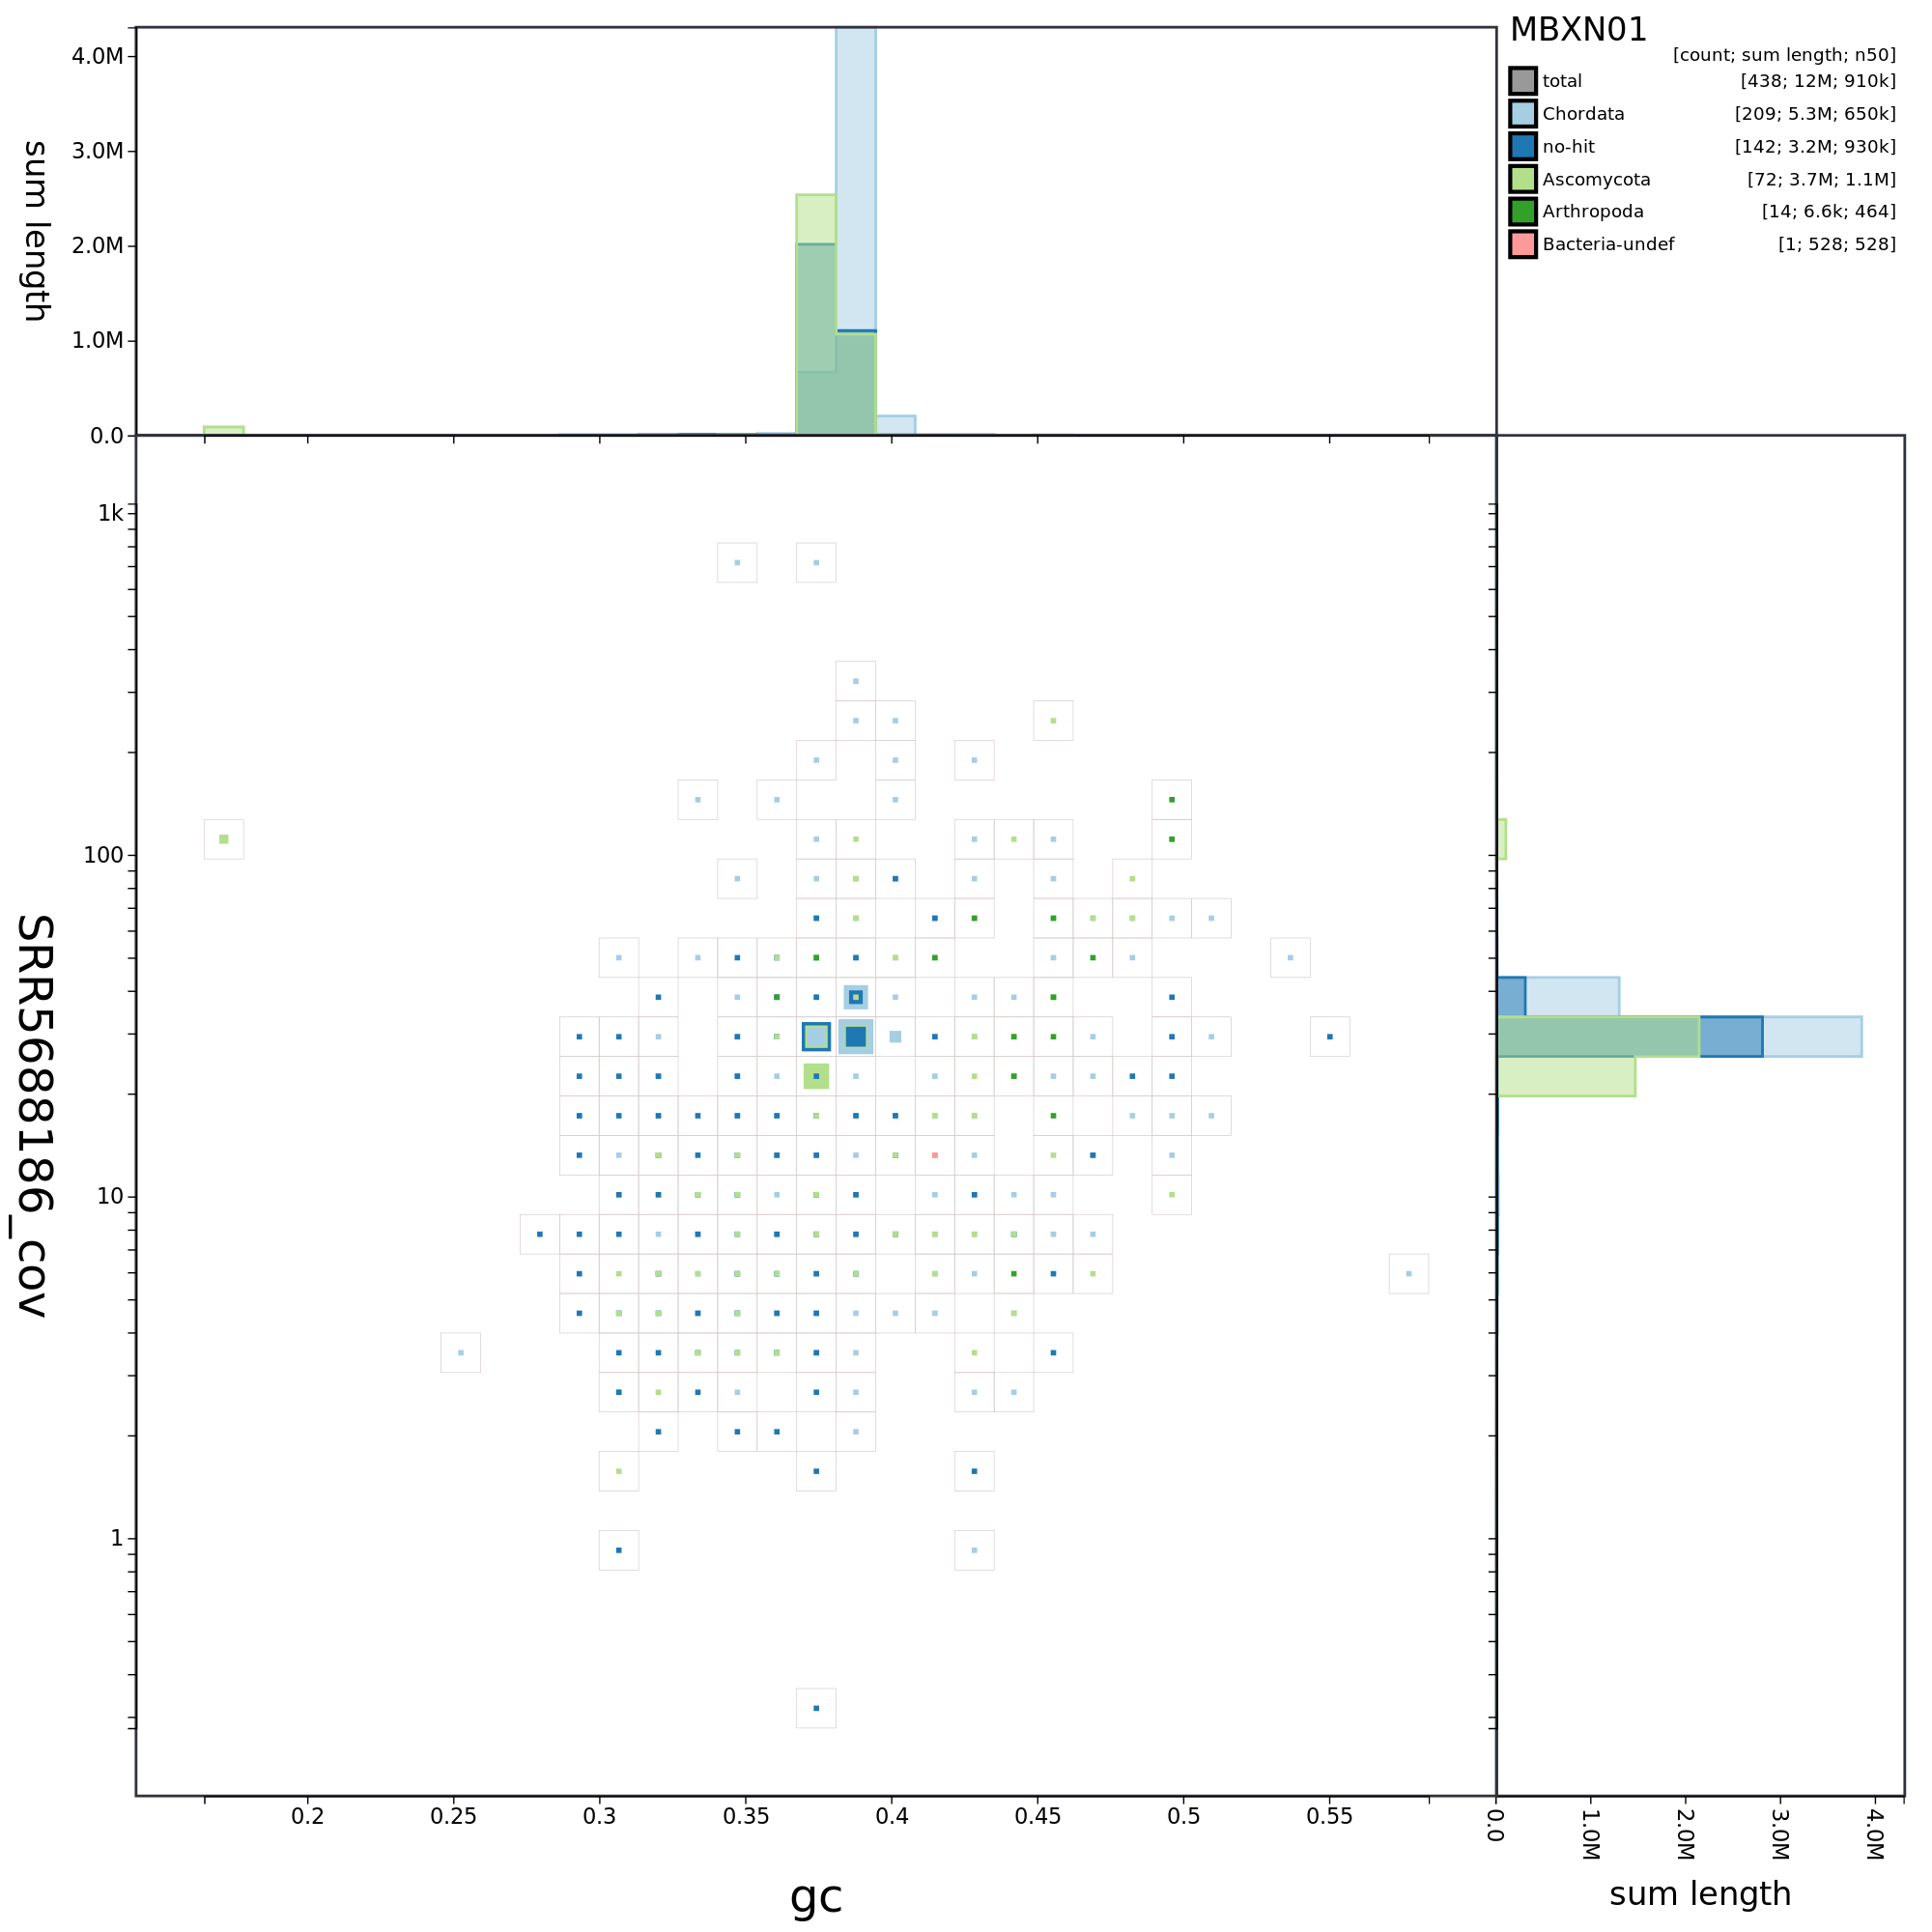 MBXN01
[count; sum length; n50]
total [438; 12M; 910k]
Chordata [209; 5.3M; 650k]
no-hit [142; 3.2M; 930k]
Ascomycota [72; 3.7M; 1.1M]
Arthropoda [14; 6.6k; 464]
Bacteria-undef [1; 528; 528]
sum length
4.0M
3.0M
2.0M
1.0M
0.0
SRR5688186_cov
1k
100
10
1
0.2 0.25 0.3 0.35 0.4 0.45 0.5 0.55
gc
0.0 1.0M 2.0M 3.0M 4.0M
sum length